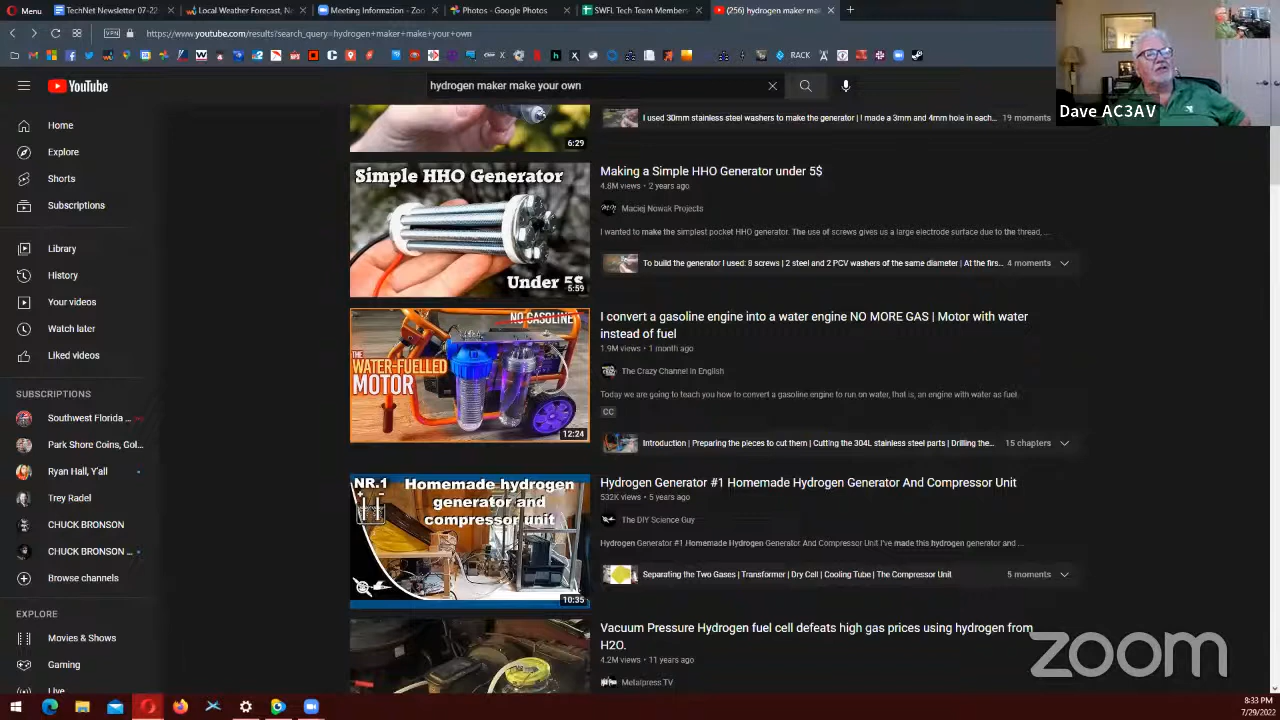 Menu
TechNet Newsletter 07-22
Local Weather Forecast, N
Meeting Information - Zoo
Photos - Google Photos
SWFL Tech Team Members
(256) hydrogen maker ma
VPN
https://www.youtube.com/results?search_query=hydrogen+maker+make+your+own
RACK
YouTube
hydrogen maker make your own
Dave AC3AV
Home
Explore
Shorts
Subscriptions
Library
History
Your videos
Watch later
Liked videos
SUBSCRIPTIONS
Southwest Florida ...
Park Shore Coins, Gol...
Ryan Hall, Y'all
Trey Radel
CHUCK BRONSON
CHUCK BRONSON ...
Browse channels
EXPLORE
Movies & Shows
Gaming
Live
6:29
I used 30mm stainless steel washers to make the generator | I made a 3mm and 4mm hole in each...
19 moments
Simple HHO Generator
Under 5$
5:59
Making a Simple HHO Generator under 5$
4.8M views • 2 years ago
Maciej Nowak Projects
I wanted to make the simplest pocket HHO generator. The use of screws gives us a large electrode surface due to the thread, ...
To build the generator I used: 8 screws | 2 steel and 2 PCV washers of the same diameter | At the firs...
4 moments
NO GASOLINE
THE
WATER-FUELLED
MOTOR
12:24
I convert a gasoline engine into a water engine NO MORE GAS | Motor with water
instead of fuel
1.9M views • 1 month ago
The Crazy Channel in English
Today we are going to teach you how to convert a gasoline engine to run on water, that is, an engine with water as fuel.
CC
Introduction | Preparing the pieces to cut them | Cutting the 304L stainless steel parts | Drilling the...
15 chapters
NR.1
Homemade hydrogen
generator and
compressor unit
10:35
Hydrogen Generator #1 Homemade Hydrogen Generator And Compressor Unit
532K views • 5 years ago
The DIY Science Guy
Hydrogen Generator #1 Homemade Hydrogen Generator And Compressor Unit I've made this hydrogen generator and ...
Separating the Two Gases | Transformer | Dry Cell | Cooling Tube | The Compressor Unit
5 moments
Vacuum Pressure Hydrogen fuel cell defeats high gas prices using hydrogen from
H2O.
4.2M views • 11 years ago
Metalpress TV
zoom
8:33 PM
7/29/2022